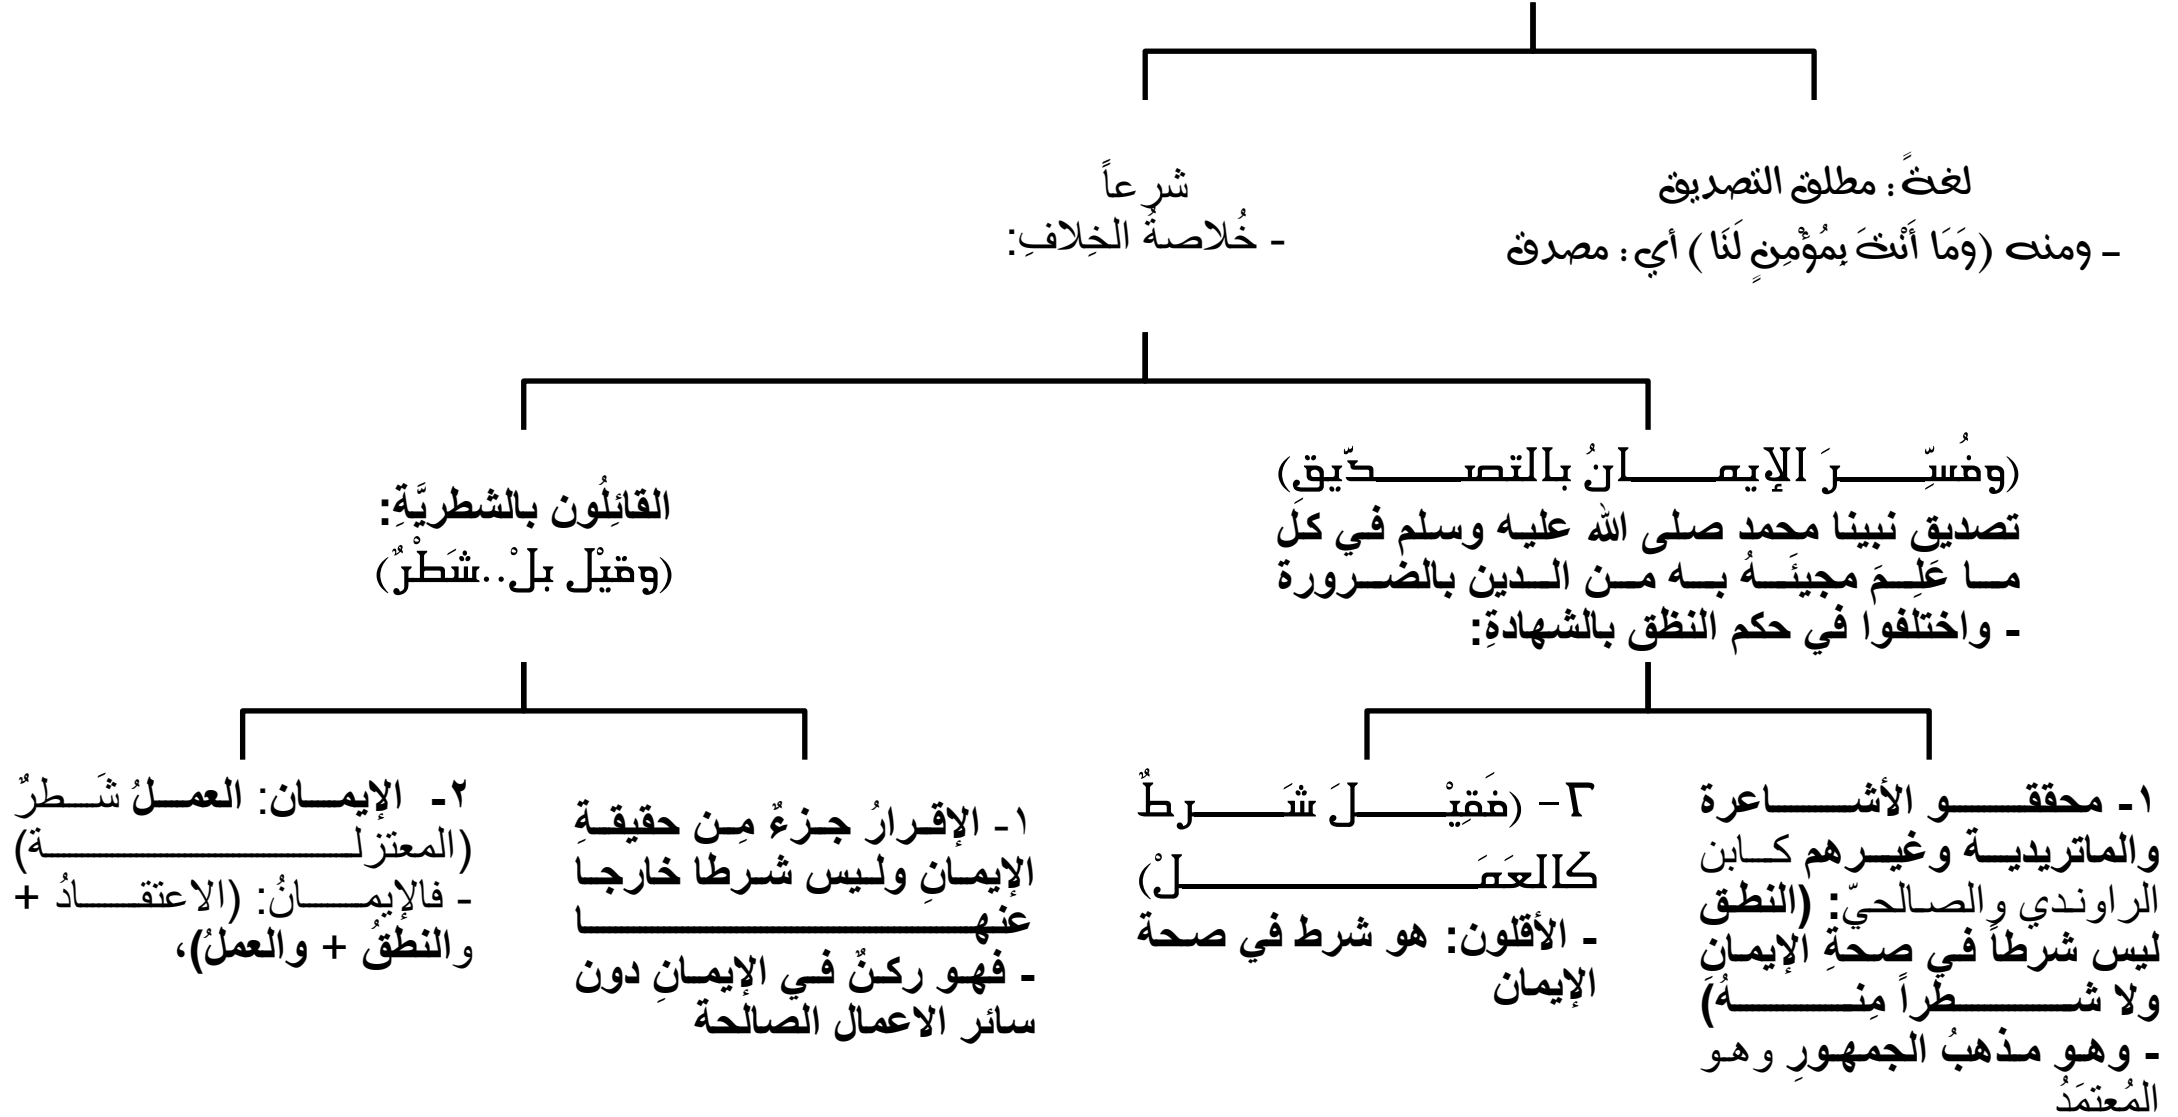 لغةً: مطلق التصديق
- ومنه (وَمَا أَنْتَ بِمُؤْمِنٍ لَنَا) أي: مصدق
شرعاً
- خُلاصةُ الخِلافِ:
(وفُسِّرَ الإيمانُ بالتصدّيق)
تصديق نبينا محمد صلى الله عليه وسلم في كل
ما عَلِمَ مجيئَهُ به من الدين بالضرورة
- واختلفوا في حكم النظق بالشهادةِ:
القائِلُون بالشطريَّةِ:
(وقيْل بلْ..شَطْرٌ)
١- محققو الأشاعرة
والماتريدية وغيرهم كابن
الراوندي والصالحيّ: (النطق
ليس شرطاً في صحةِ الإيمانِ
ولا شطراً مِنهُ)
- وهو مذهبُ الجمهورِ وهو
المُعتمَدُ
٢- (فَقِيْلَ شَرطٌ
كالعَمَلْ)
- الأقلون: هو شرط في صحة
الإيمان
١- الإقرارُ جزءٌ مِن حقيقةِ
الإيمانِ وليس شرطا خارجا
عنها
- فهو ركنٌ في الإيمانِ دون
سائر الاعمال الصالحة
٢- الإيمان: العملُ شَطرٌ
(المعتزلة)
- فالإيمانُ: (الاعتقادُ +
والنطقُ + والعملُ)،